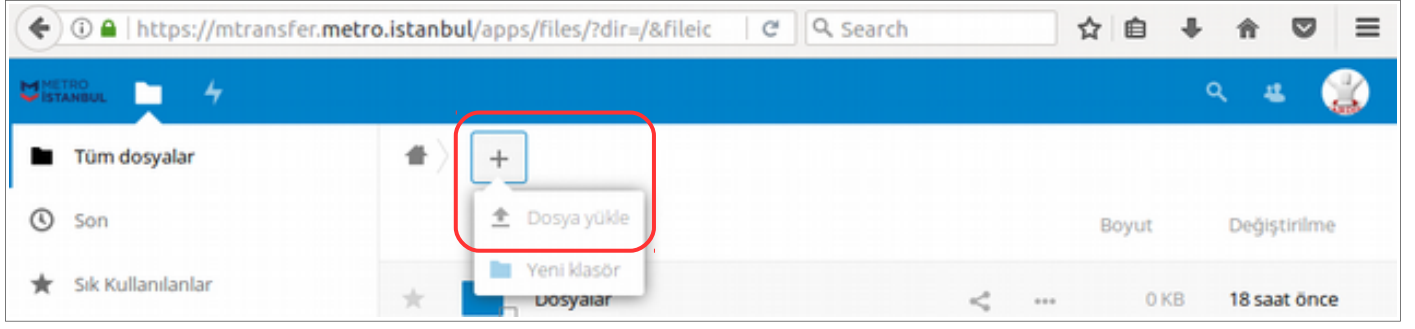 https://mtransfer.metro.istanbul/apps/files/?dir=/&fileic
Search
METRO
İSTANBUL
Tüm dosyalar
+
Son
Dosya yükle
Boyut
Değiştirilme
Sık Kullanılanlar
Yeni klasör
Dosyalar
0 KB
18 saat önce